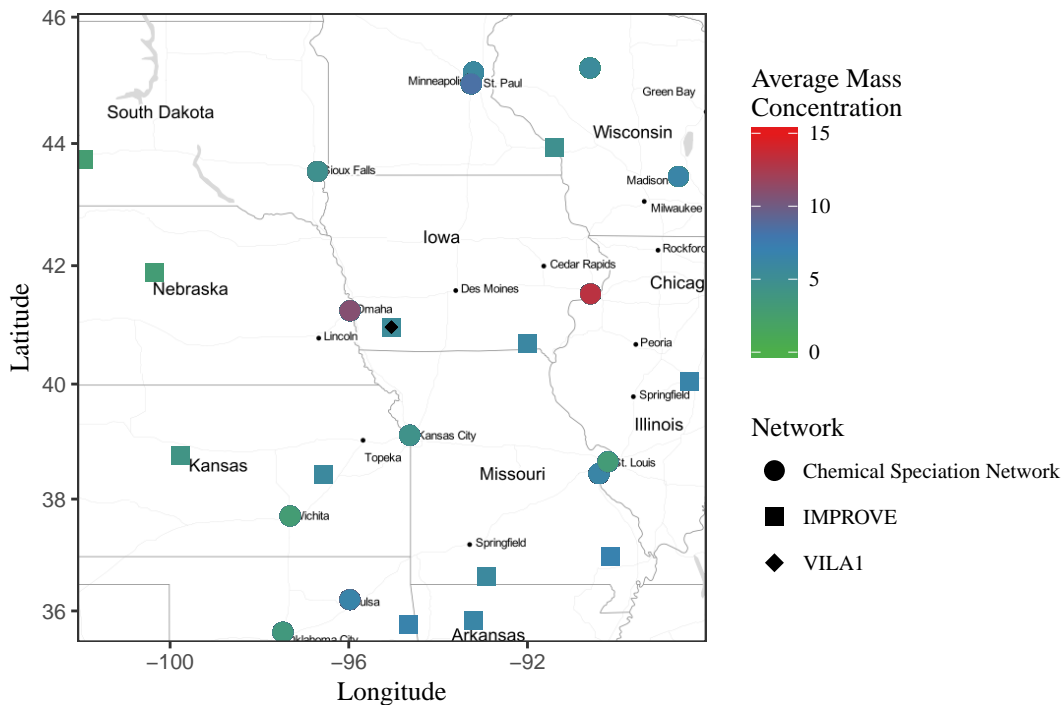 46
44
42
40
38
36
Latitude
−100
−96
−92
Longitude
Minneapolis
St. Paul
Green Bay
South Dakota
Wisconsin
Sioux Falls
Madison
Milwaukee
Iowa
Rockford
Cedar Rapids
Chicag
Nebraska
Des Moines
Omaha
Lincoln
Peoria
Springfield
Illinois
Kansas City
Topeka
Kansas
Missouri
St. Louis
Wichita
Springfield
Tulsa
Oklahoma City
Arkansas
Average Mass
Concentration
15
10
5
0
Network
Chemical Speciation Network
IMPROVE
VILA1